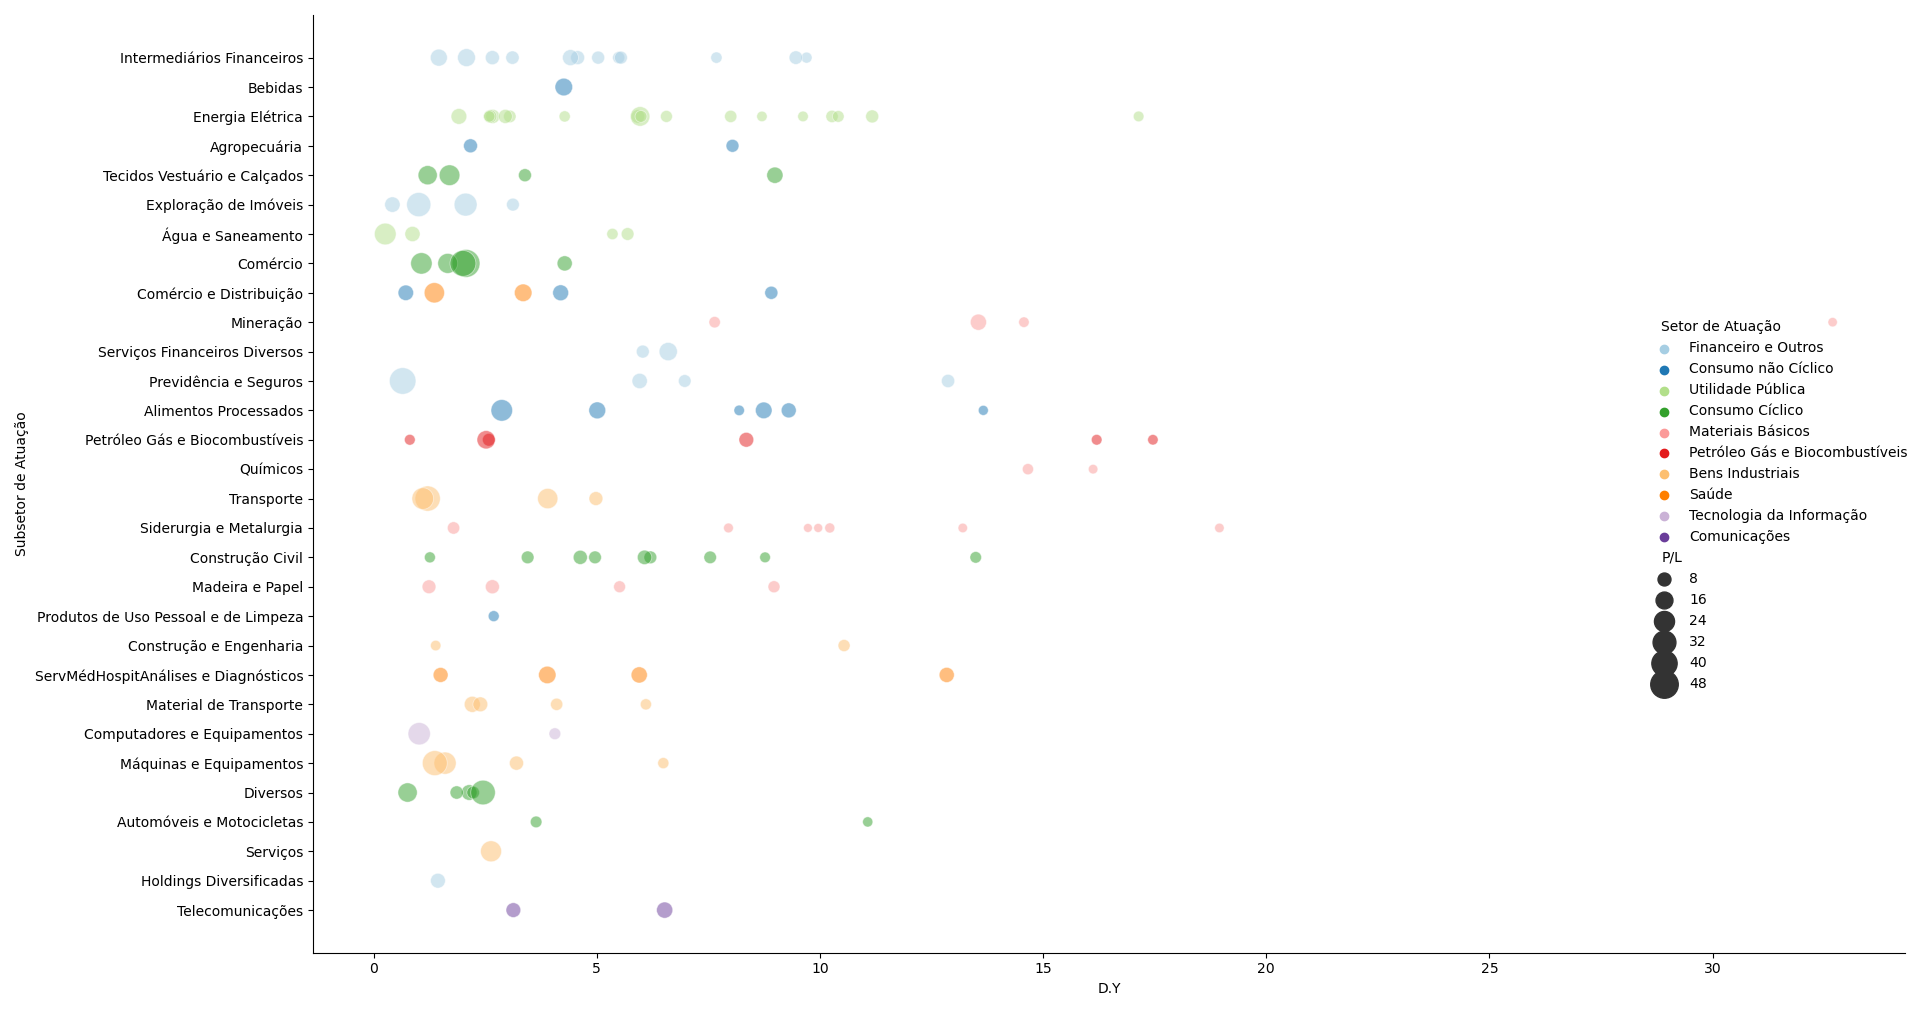 Subsetor de Atuação
Intermediários Financeiros
Bebidas
Energia Elétrica
Agropecuária
Tecidos Vestuário e Calçados
Exploração de Imóveis
Água e Saneamento
Comércio
Comércio e Distribuição
Mineração
Serviços Financeiros Diversos
Previdência e Seguros
Alimentos Processados
Petróleo Gás e Biocombustíveis
Químicos
Transporte
Siderurgia e Metalurgia
Construção Civil
Madeira e Papel
Produtos de Uso Pessoal e de Limpeza
Construção e Engenharia
ServMédHospitAnálises e Diagnósticos
Material de Transporte
Computadores e Equipamentos
Máquinas e Equipamentos
Diversos
Automóveis e Motocicletas
Serviços
Holdings Diversificadas
Telecomunicações
0 5 10 15 20 25 30
D.Y
Setor de Atuação
Financeiro e Outros
Consumo não Cíclico
Utilidade Pública
Consumo Cíclico
Materiais Básicos
Petróleo Gás e Biocombustíveis
Bens Industriais
Saúde
Tecnologia da Informação
Comunicações
P/L
8
16
24
32
40
48